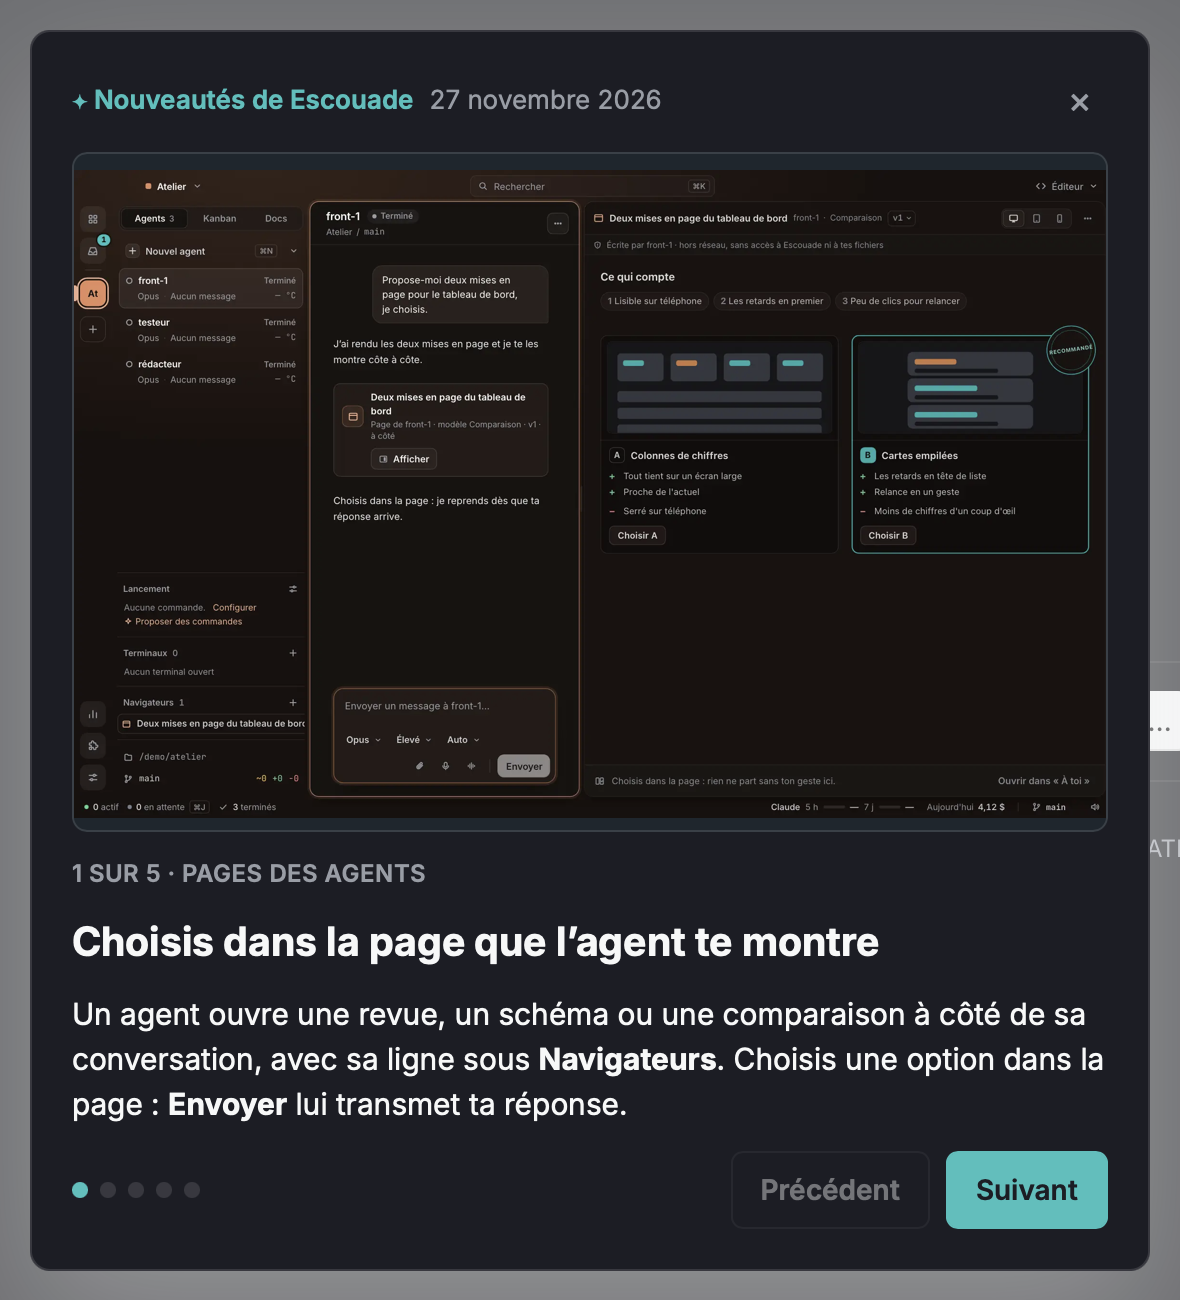 Nouveautés de Escouade 27 novembre 2026
Atelier
Rechercher ⌘K
Éditeur
Agents 3 Kanban Docs
1
At
Nouvel agent ⌘N
front-1 Terminé
Opus · Aucun message – °C
testeur Terminé
Opus · Aucun message – °C
rédacteur Terminé
Opus · Aucun message – °C
Lancement
Aucune commande. Configurer
Proposer des commandes
Terminaux 0
Aucun terminal ouvert
Navigateurs 1
Deux mises en page du tableau de bord
/demo/atelier
main ~0 +0 -0
front-1 Terminé
Atelier / main
Propose-moi deux mises en
page pour le tableau de bord,
je choisis.
J'ai rendu les deux mises en page et je te les
montre côte à côte.
Deux mises en page du tableau de
bord
Page de front-1 · modèle Comparaison · v1 ·
à côté
Afficher
Choisis dans la page : je reprends dès que ta
réponse arrive.
Envoyer un message à front-1...
Opus Élevé Auto
Envoyer
Deux mises en page du tableau de bord front-1 · Comparaison v1
Écrite par front-1 · hors réseau, sans accès à Escouade ni à tes fichiers
Ce qui compte
1 Lisible sur téléphone 2 Les retards en premier 3 Peu de clics pour relancer
A Colonnes de chiffres
+ Tout tient sur un écran large
+ Proche de l'actuel
– Serré sur téléphone
Choisir A
RECOMMANDÉ
B Cartes empilées
+ Les retards en tête de liste
+ Relance en un geste
– Moins de chiffres d'un coup d'œil
Choisir B
Choisis dans la page : rien ne part sans ton geste ici. Ouvrir dans « À toi »
0 actif 0 en attente ⌘J 3 terminés
Claude 5 h — 7 j — Aujourd'hui 4,12 $ main
1 SUR 5 · PAGES DES AGENTS
Choisis dans la page que l’agent te montre
Un agent ouvre une revue, un schéma ou une comparaison à côté de sa
conversation, avec sa ligne sous Navigateurs. Choisis une option dans la
page : Envoyer lui transmet ta réponse.
Précédent Suivant